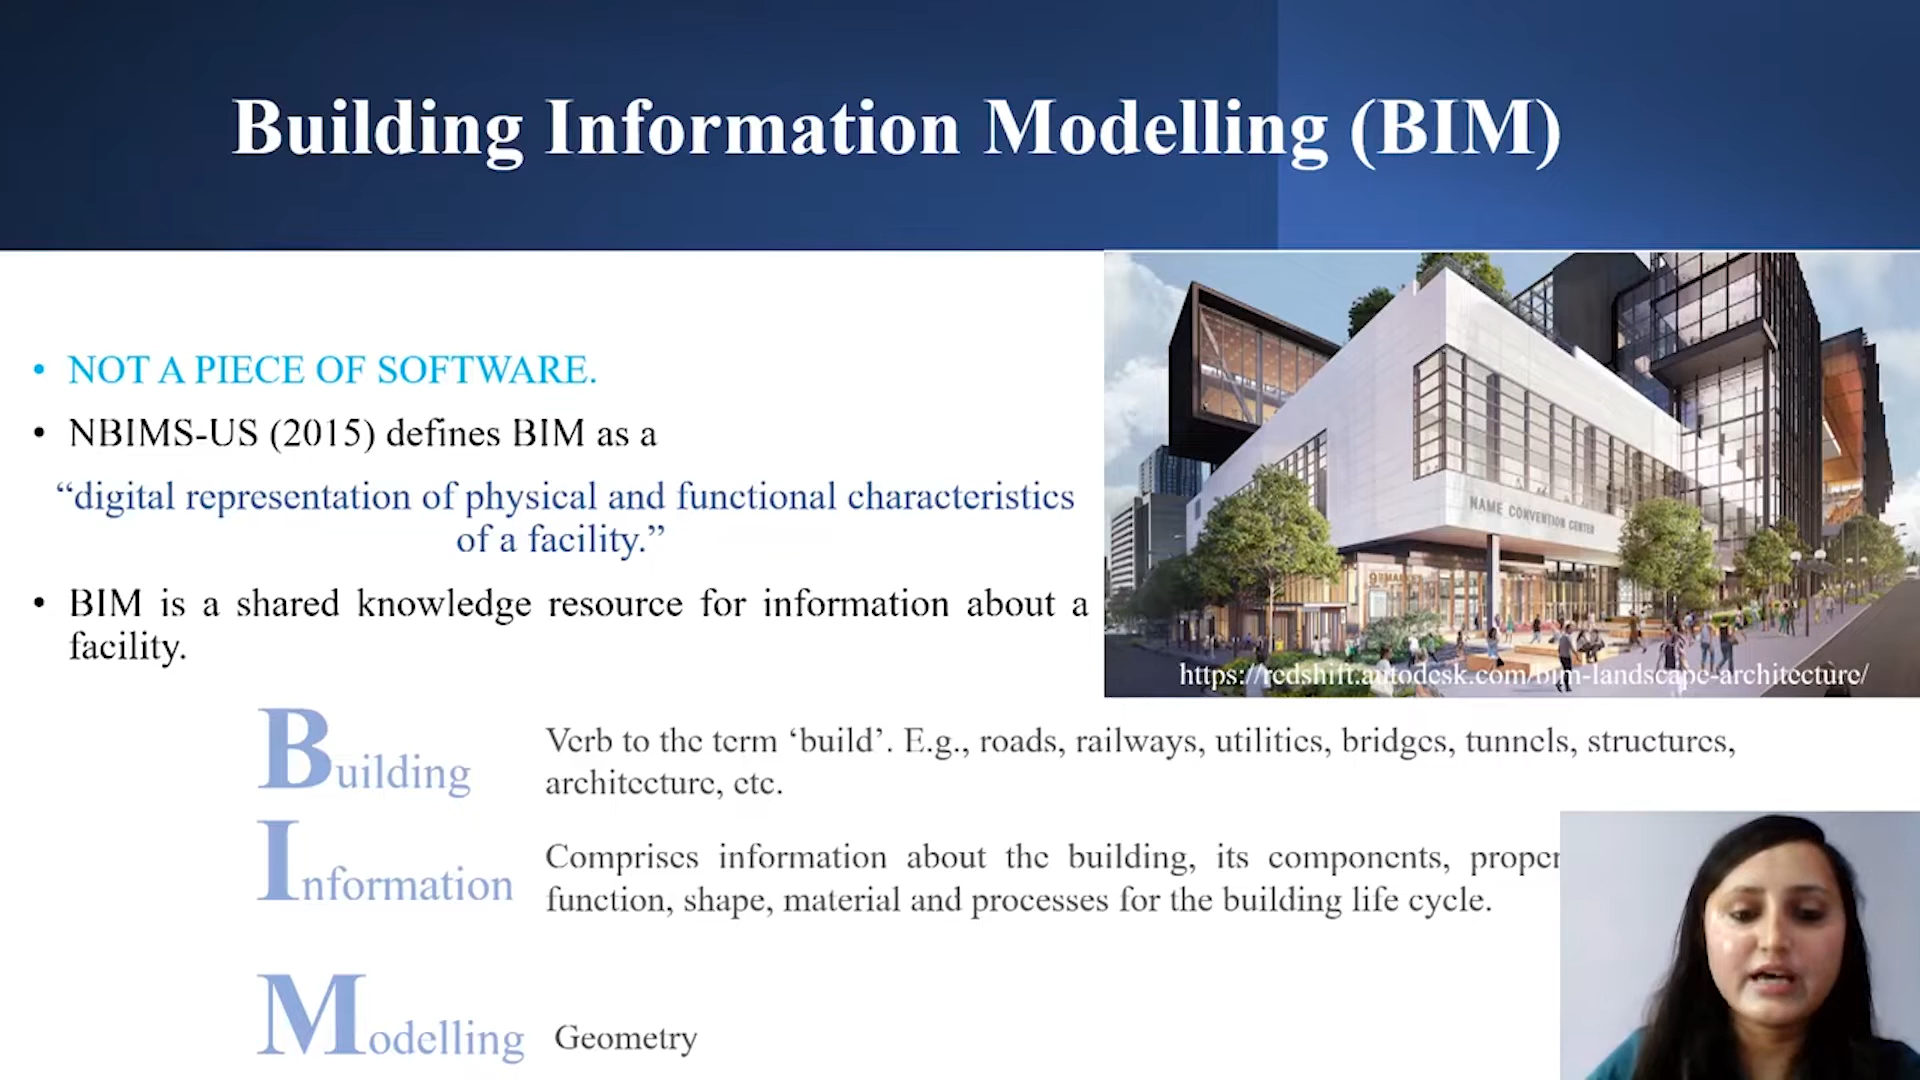 Building Information Modelling (BIM)
• NOT A PIECE OF SOFTWARE.
• NBIMS-US (2015) defines BIM as a
“digital representation of physical and functional characteristics
of a facility.”
• BIM is a shared knowledge resource for information about a
facility.
NAME CONVENTION CENTER
https://redshift.autodesk.com/bim-landscape-architecture/
Building
Verb to the term ‘build’. E.g., roads, railways, utilities, bridges, tunnels, structures,
architecture, etc.
Information
Comprises information about the building, its components,
function, shape, material and processes for the building life cycle.
Modelling
Geometry